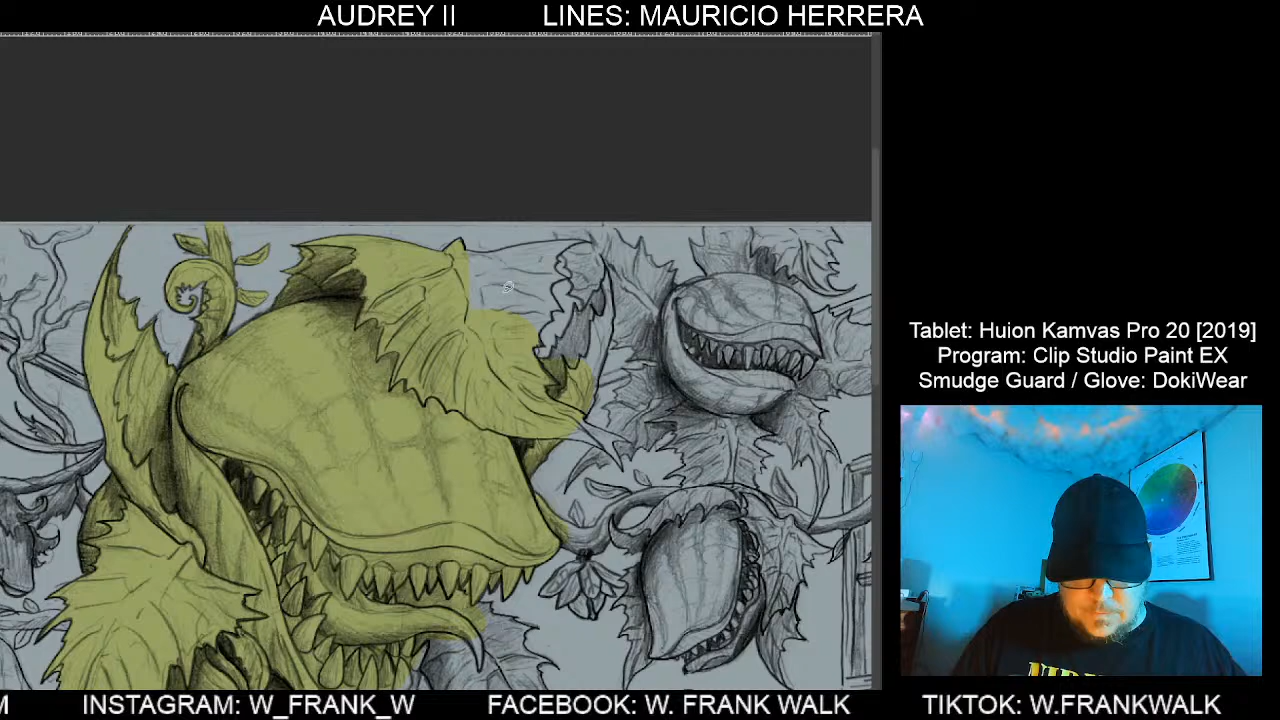 AUDREY II LINES: MAURICIO HERRERA
Tablet: Huion Kamvas Pro 20 [2019]
Program: Clip Studio Paint EX
Smudge Guard / Glove: DokiWear
M INSTAGRAM: W_FRANK_W FACEBOOK: W. FRANK WALK TIKTOK: W.FRANKWALK